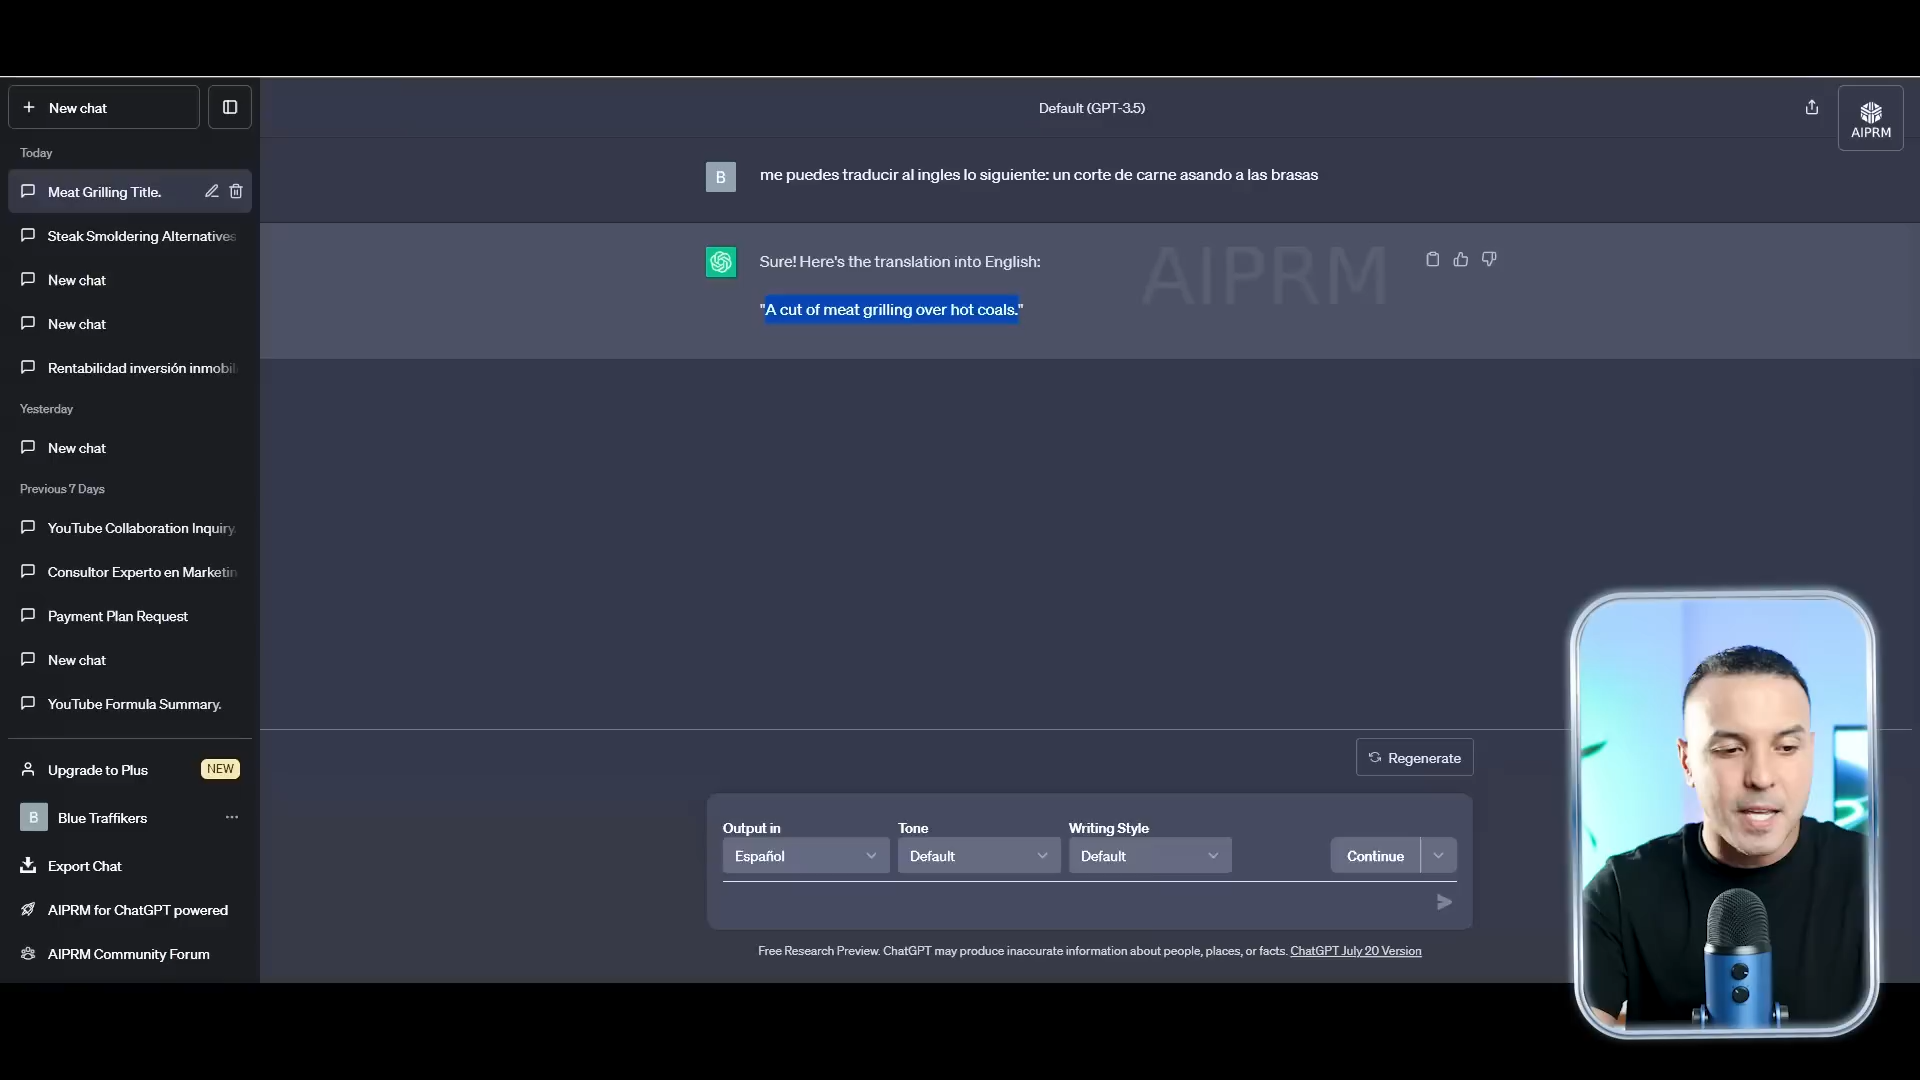 New chat
Today
Meat Grilling Title.
Steak Smoldering Alternatives
New chat
New chat
Rentabilidad inversión inmobil
Yesterday
New chat
Previous 7 Days
YouTube Collaboration Inquiry.
Consultor Experto en Marketin
Payment Plan Request
New chat
YouTube Formula Summary.
Upgrade to Plus NEW
B Blue Traffikers
Export Chat
AIPRM for ChatGPT powered
AIPRM Community Forum
Default (GPT-3.5)
AIPRM
B me puedes traducir al ingles lo siguiente: un corte de carne asando a las brasas
Sure! Here's the translation into English:
AIPRM
"A cut of meat grilling over hot coals."
Regenerate
Output in Tone Writing Style
Español Default Default Continue
Free Research Preview. ChatGPT may produce inaccurate information about people, places, or facts. ChatGPT July 20 Version